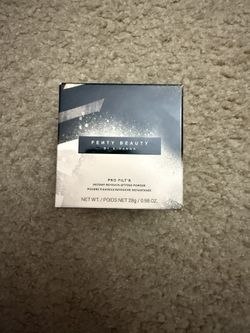 FENTY BEAUTY
BY RIHANNA
PRO FILT'R
INSTANT RETOUCH SETTING POWDER
POUDRE FIXATRICE RETOUCHE INSTANTANÉE
NET WT. / POIDS NET 28g / 0.98 OZ.